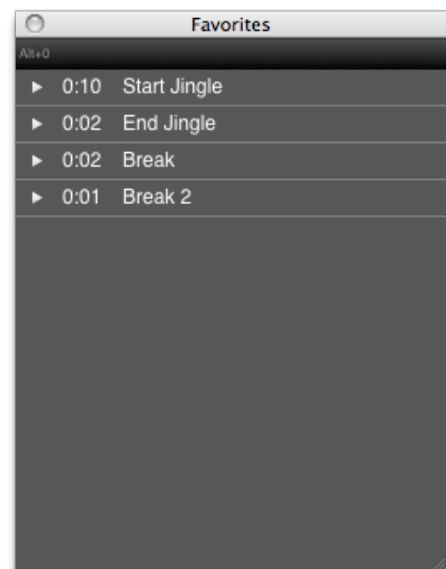 Favorites
Alt+0
0:10 Start Jingle
0:02 End Jingle
0:02 Break
0:01 Break 2